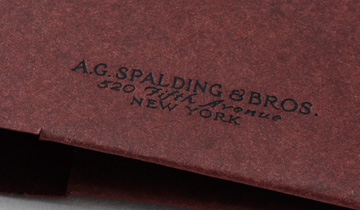 A.G. SPALDING & BROS.
520 Fifth Avenue
NEW YORK